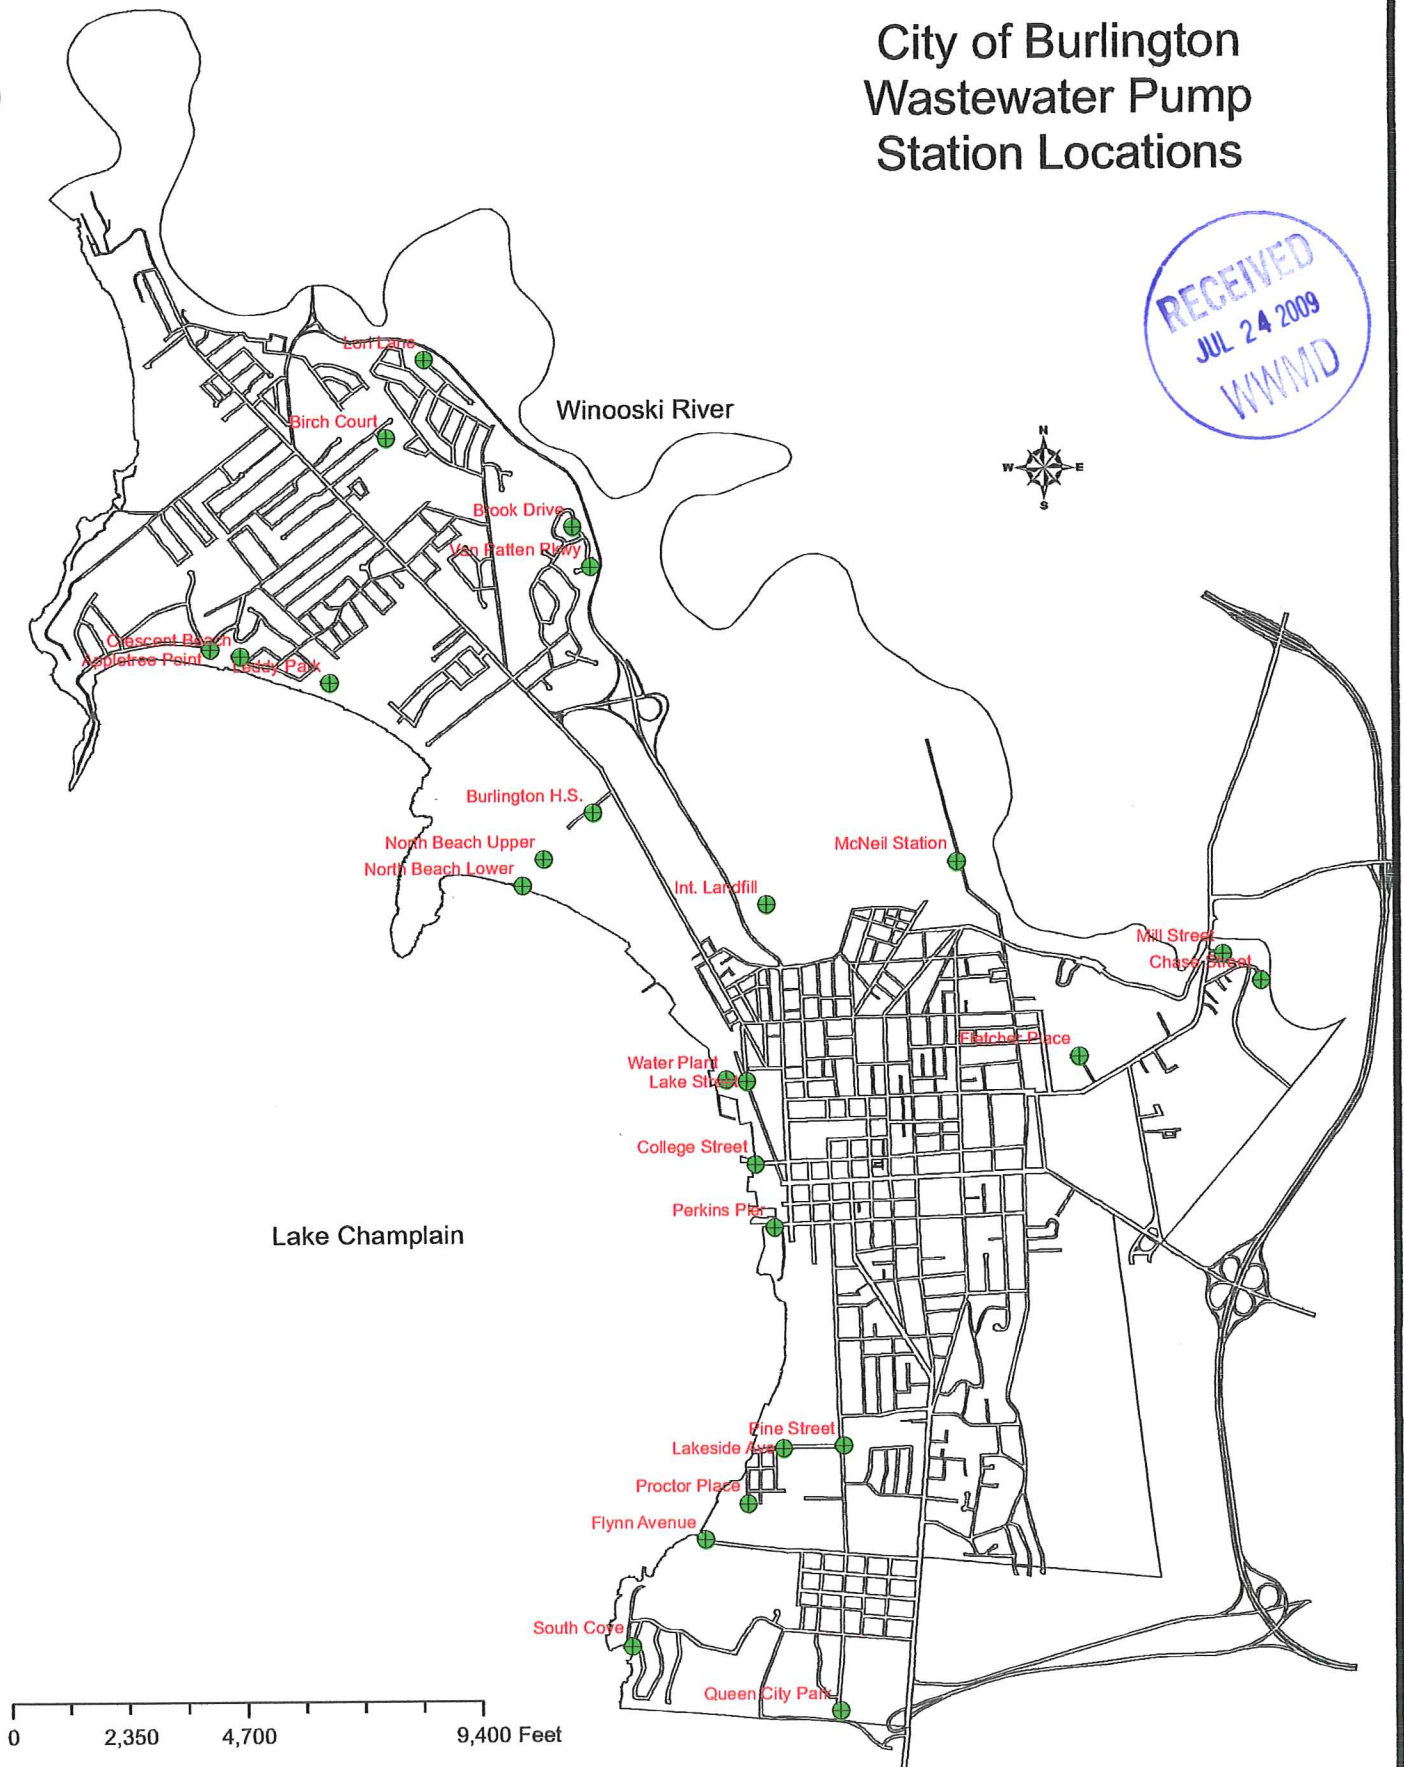 City of Burlington
Wastewater Pump
Station Locations
RECEIVED
JUL 24 2009
WWMD
Lori Lane
Winooski River
Birch Court
N
W E
S
Brook Drive
Van Patten Pkwy
Crescent Beach
Appletree Point
Leddy Park
Burlington H.S.
North Beach Upper
McNeil Station
North Beach Lower
Int. Landfill
Mill Street
Chase Street
Fletcher Place
Water Plant
Lake Street
College Street
Perkins Pier
Lake Champlain
Pine Street
Lakeside Ave
Proctor Place
Flynn Avenue
South Cove
Queen City Park
0 2,350 4,700 9,400 Feet